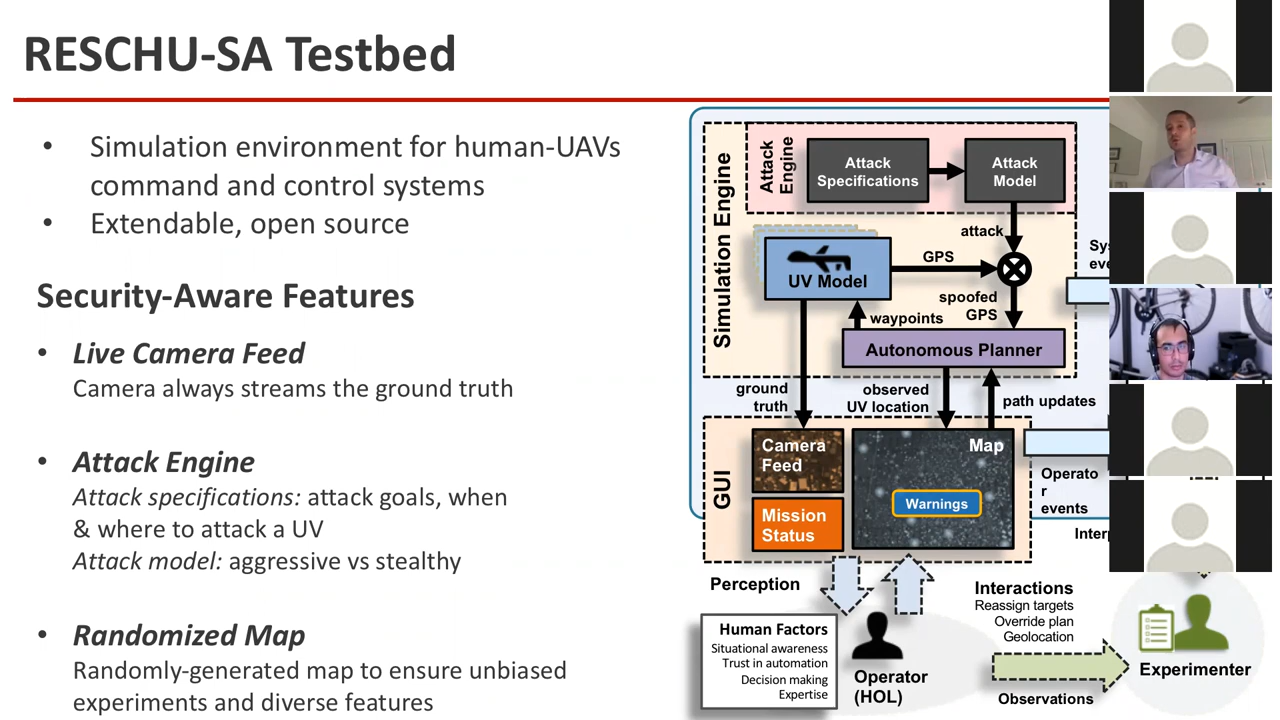 RESCHU-SA Testbed
• Simulation environment for human-UAVs
command and control systems
• Extendable, open source
Security-Aware Features
• Live Camera Feed
Camera always streams the ground truth
• Attack Engine
Attack specifications: attack goals, when
& where to attack a UV
Attack model: aggressive vs stealthy
• Randomized Map
Randomly-generated map to ensure unbiased
experiments and diverse features
Simulation Engine
Attack
Engine
Attack
Specifications
Attack
Model
attack
UV Model
GPS
spoofed
GPS
waypoints
Autonomous Planner
ground
truth
observed
UV location
path updates
GUI
Camera
Feed
Mission
Status
Map
Warnings
Sys
eve
Operato
r
events
Inter
Perception
Human Factors
Situational awareness
Trust in automation
Decision making
Expertise
Operator
(HOL)
Interactions
Reassign targets
Override plan
Geolocation
Observations
Experimenter